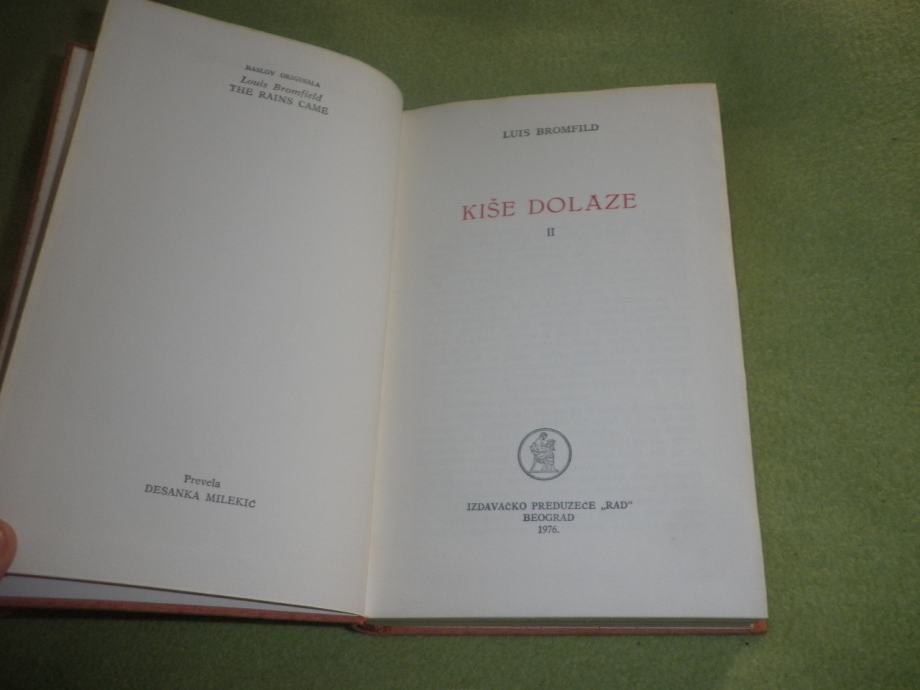 NASLOV ORIGINALA
Louis Bromfield
THE RAINS CAME
Prevela
DESANKA MILEKIĆ
LUIS BROMFILD
KIŠE DOLAZE
II
IZDAVAČKO PREDUZEĆE „RAD"
BEOGRAD
1976.